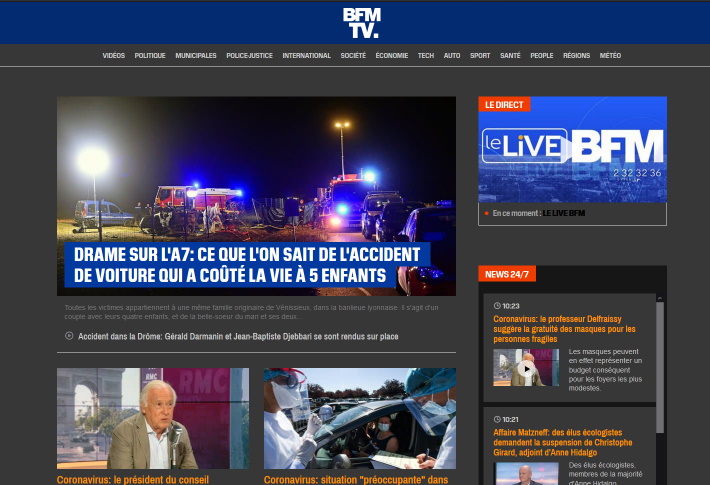 BFM
TV.
VIDÉOS POLITIQUE MUNICIPALES POLICE-JUSTICE INTERNATIONAL SOCIÉTÉ ÉCONOMIE TECH AUTO SPORT SANTÉ PEOPLE RÉGIONS MÉTÉO
DRAME SUR L'A7: CE QUE L'ON SAIT DE L'ACCIDENT
DE VOITURE QUI A COÛTÉ LA VIE À 5 ENFANTS
Toutes les victimes appartiennent à une même famille originaire de Vénisseux, dans la banlieue lyonnaise. Il s'agit d'un
couple avec leurs quatre enfants, et de la belle-soeur du mari et ses deux...
Accident dans la Drôme: Gérald Darmanin et Jean-Baptiste Djebbari se sont rendus sur place
RMC
Coronavirus: le président du conseil
Coronavirus: situation "préoccupante" dans
LE DIRECT
le LiVE BFM
2 32 32 36
En ce moment : LE LIVE BFM
NEWS 24/7
10:23
Coronavirus: le professeur Delfraissy
suggère la gratuité des masques pour les
personnes fragiles
Les masques peuvent
en effet représenter un
budget conséquent
pour les foyers les plus
modestes.
10:21
Affaire Matzneff: des élus écologistes
demandent la suspension de Christophe
Girard, adjoint d'Anne Hidalgo
Des élus écologistes,
membres de la majorité
d'Anne Hidalgo